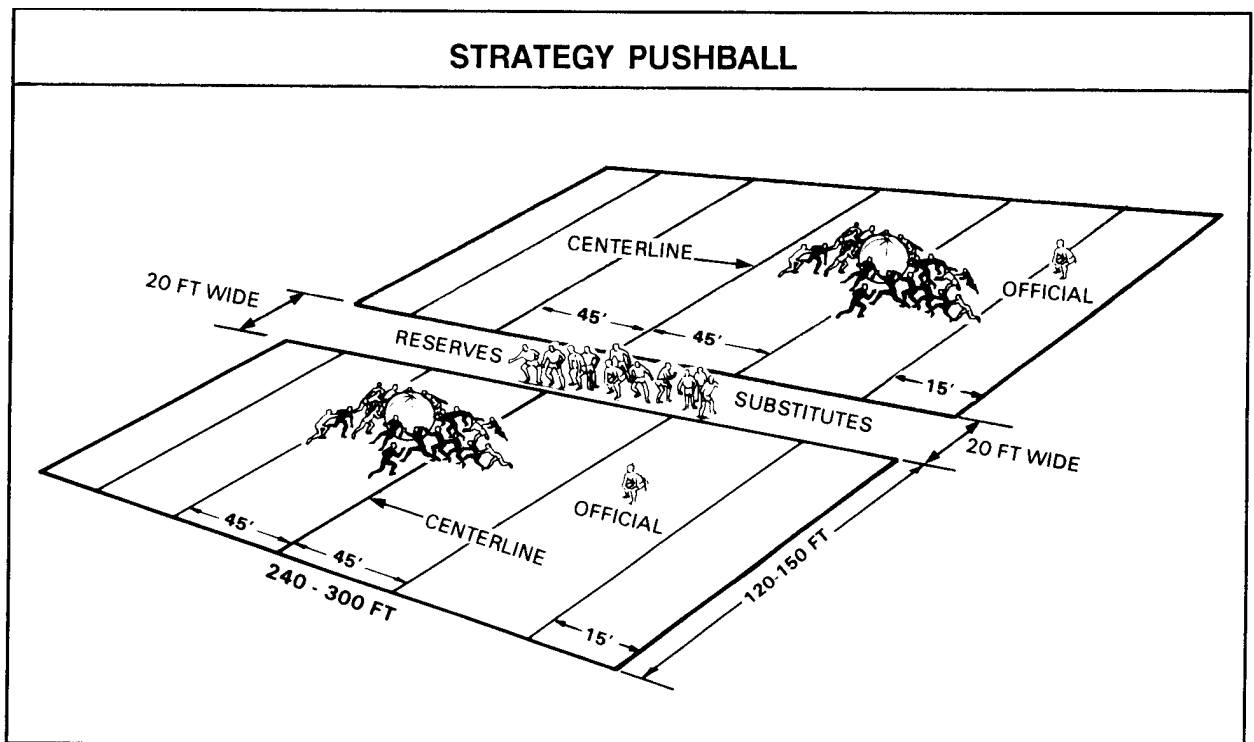 STRATEGY PUSHBALL
CENTERLINE
20 FT WIDE
OFFICIAL
45'
45'
RESERVES
15'
SUBSTITUTES
20 FT WIDE
OFFICIAL
45'
CENTERLINE
45'
240 - 300 FT
120-150 FT
15'